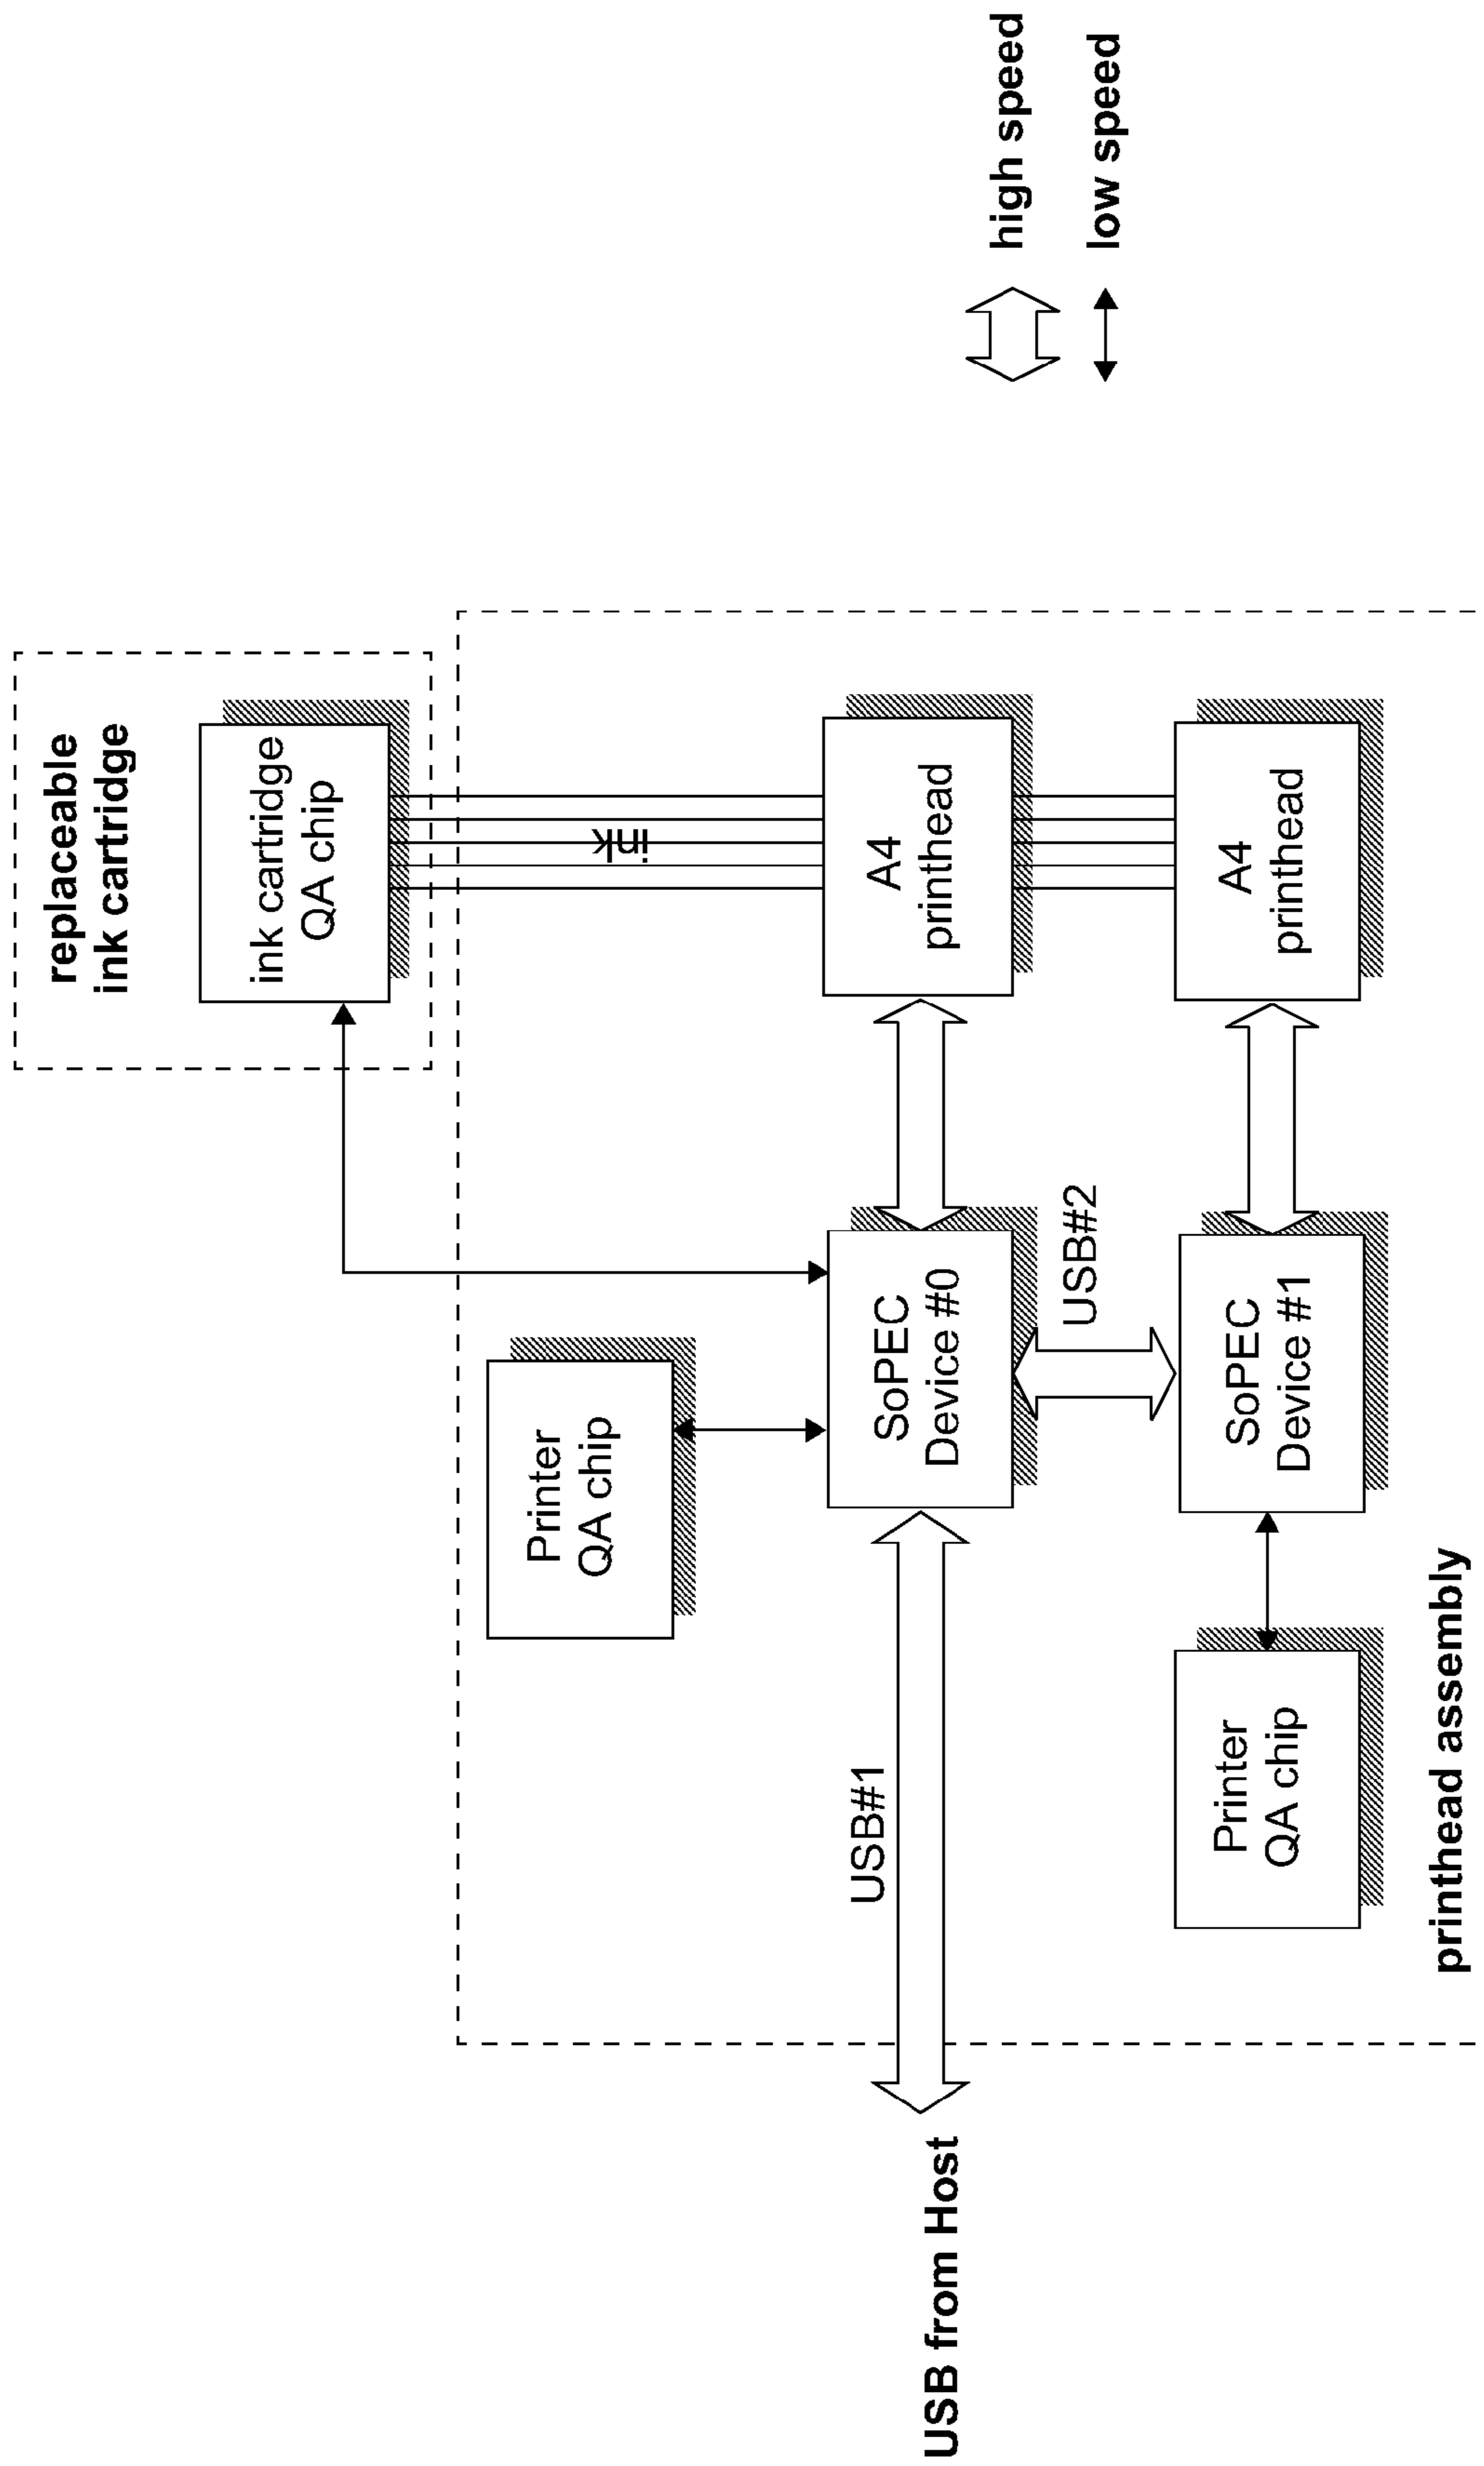 replaceable
ink cartridge
ink cartridge
QA chip
ink
Printer
QA chip
USB#1
SoPEC
Device #0
A4
printhead
USB from Host
USB#2
high speed
low speed
Printer
QA chip
SoPEC
Device #1
A4
printhead
printhead assembly